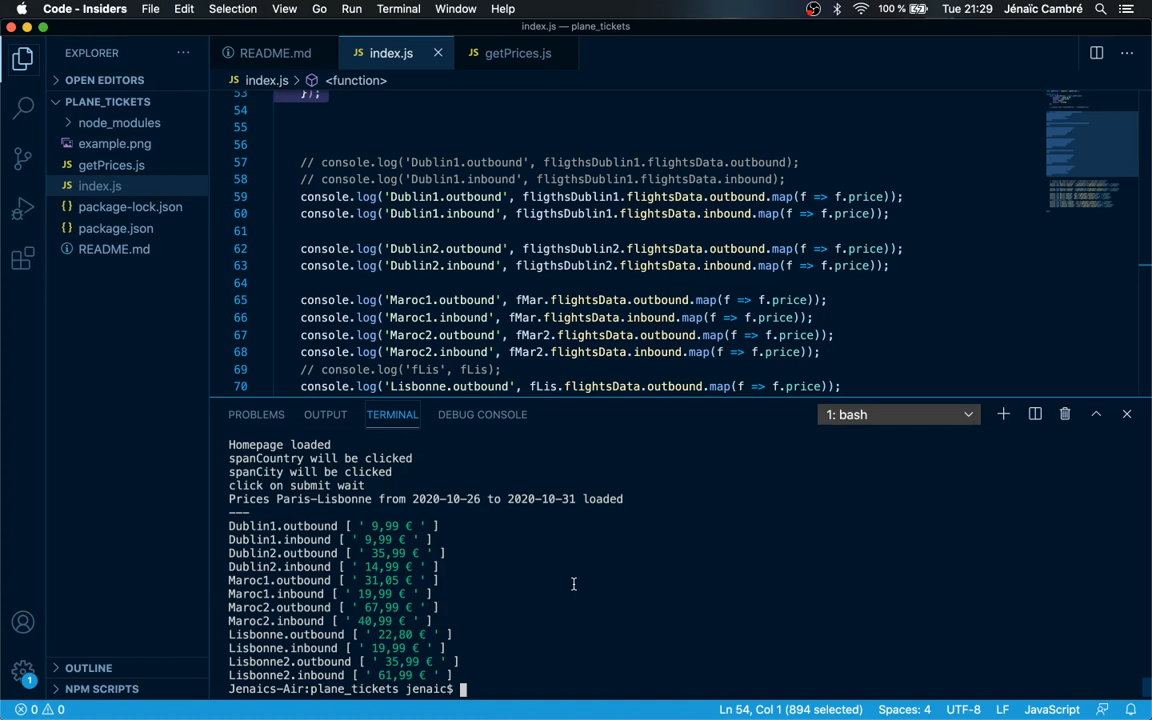 Code - Insiders File Edit Selection View Go Run Terminal Window Help 100 % Tue 21:29 Jénaïc Cambré
index.js — plane_tickets
EXPLORER
README.md JS index.js JS getPrices.js
JS index.js <function>
OPEN EDITORS
PLANE_TICKETS
node_modules
example.png
JS getPrices.js
JS index.js
{} package-lock.json
{} package.json
README.md
OUTLINE
NPM SCRIPTS
53 });
54
55
56
57 // console.log('Dublin1.outbound', fligthsDublin1.flightsData.outbound);
58 // console.log('Dublin1.inbound', fligthsDublin1.flightsData.inbound);
59 console.log('Dublin1.outbound', fligthsDublin1.flightsData.outbound.map(f => f.price));
60 console.log('Dublin1.inbound', fligthsDublin1.flightsData.inbound.map(f => f.price));
61
62 console.log('Dublin2.outbound', fligthsDublin2.flightsData.outbound.map(f => f.price));
63 console.log('Dublin2.inbound', fligthsDublin2.flightsData.inbound.map(f => f.price));
64
65 console.log('Maroc1.outbound', fMar.flightsData.outbound.map(f => f.price));
66 console.log('Maroc1.inbound', fMar.flightsData.inbound.map(f => f.price));
67 console.log('Maroc2.outbound', fMar2.flightsData.outbound.map(f => f.price));
68 console.log('Maroc2.inbound', fMar2.flightsData.inbound.map(f => f.price));
69 // console.log('fLis', fLis);
70 console.log('Lisbonne.outbound', fLis.flightsData.outbound.map(f => f.price));
PROBLEMS OUTPUT TERMINAL DEBUG CONSOLE 1: bash
Homepage loaded
spanCountry will be clicked
spanCity will be clicked
click on submit wait
Prices Paris-Lisbonne from 2020-10-26 to 2020-10-31 loaded
---
Dublin1.outbound [ ' 9,99 € ' ]
Dublin1.inbound [ ' 9,99 € ' ]
Dublin2.outbound [ ' 35,99 € ' ]
Dublin2.inbound [ ' 14,99 € ' ]
Maroc1.outbound [ ' 31,05 € ' ]
Maroc1.inbound [ ' 19,99 € ' ]
Maroc2.outbound [ ' 67,99 € ' ]
Maroc2.inbound [ ' 40,99 € ' ]
Lisbonne.outbound [ ' 22,80 € ' ]
Lisbonne.inbound [ ' 19,99 € ' ]
Lisbonne2.outbound [ ' 35,99 € ' ]
Lisbonne2.inbound [ ' 61,99 € ' ]
Jenaics-Air:plane_tickets jenaic$
1
0 0 Ln 54, Col 1 (894 selected) Spaces: 4 UTF-8 LF JavaScript